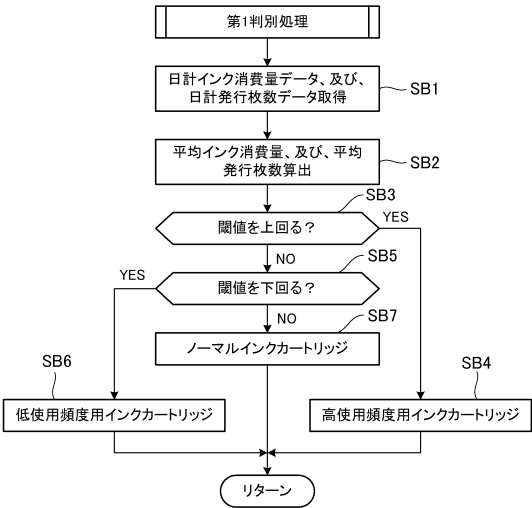 第1判別処理
日計インク消費量データ、及び、
日計発行枚数データ取得
SB1
平均インク消費量、及び、平均
発行枚数算出
SB2
SB3
閾値を上回る？
YES
NO
SB5
YES
閾値を下回る？
NO
SB7
ノーマルインクカートリッジ
SB6
SB4
低使用頻度用インクカートリッジ
高使用頻度用インクカートリッジ
リターン